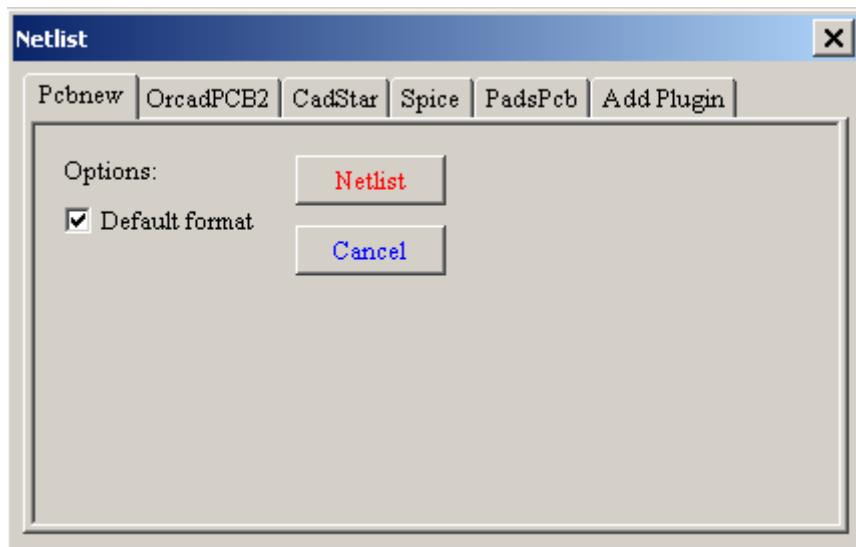 Netlist
Pcbnew OrcadPCB2 CadStar Spice PadsPcb Add Plugin
Options:
Netlist
Default format
Cancel